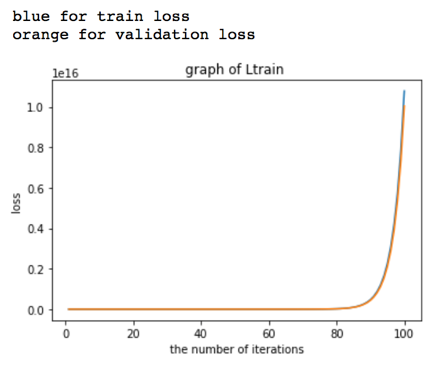 blue for train loss
orange for validation loss
graph of Ltrain
1e16
1.0
0.8
0.6
0.4
0.2
0.0
loss
0 20 40 60 80 100
the number of iterations